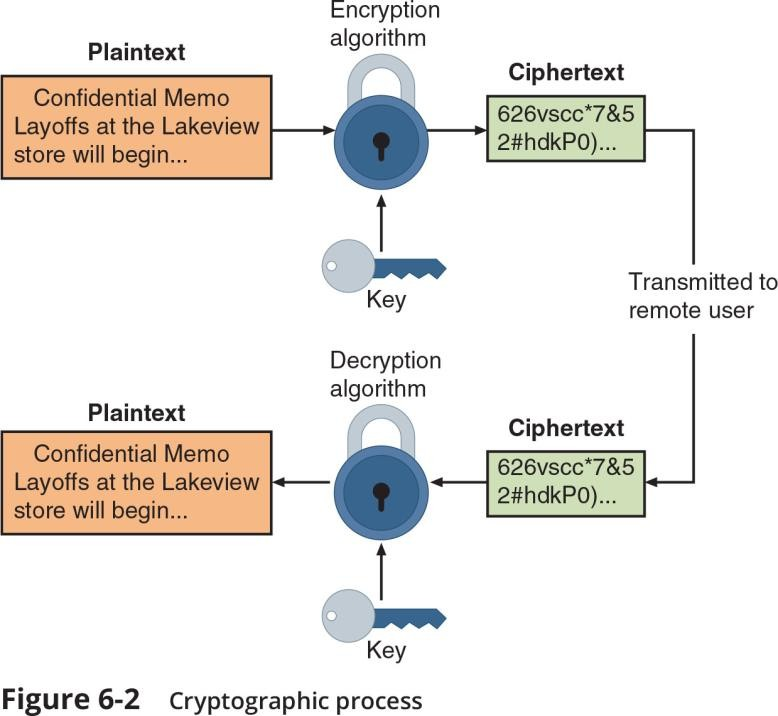 Encryption
algorithm
Plaintext
Confidential Memo
Layoffs at the Lakeview
store will begin...
Ciphertext
626vscc*7&5
2#hdkP0)...
Key
Transmitted to
remote user
Decryption
algorithm
Plaintext
Confidential Memo
Layoffs at the Lakeview
store will begin...
Ciphertext
626vscc*7&5
2#hdkP0)...
Key
Figure 6-2 Cryptographic process